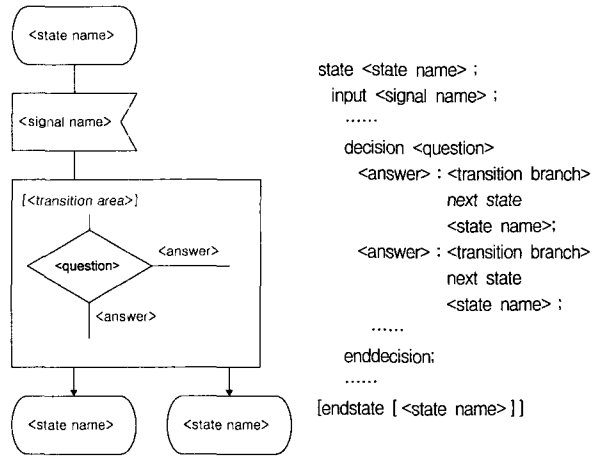 <state name>
<signal name>
[<transition area>]
<question>
<answer>
<answer>
<state name>
<state name>
state <state name> ;
input <signal name> ;
......
decision <question>
<answer> : <transition branch>
next state
<state name>;
<answer> : <transition branch>
next state
<state name> ;
......
enddecision;
......
[endstate [ <state name> ] ]